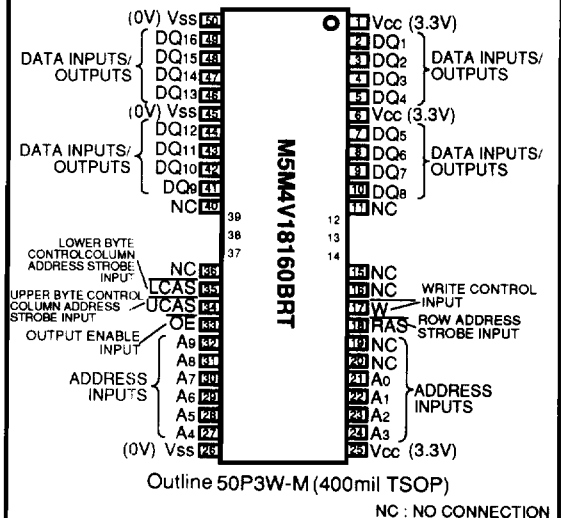 (0V) Vss 50 1 Vcc (3.3V)
DQ16 49 2 DQ1
DATA INPUTS/ OUTPUTS DQ15 48 3 DQ2 DATA INPUTS/ OUTPUTS
DQ14 47 4 DQ3
DQ13 46 5 DQ4
(0V) Vss 45 6 Vcc (3.3V)
DQ12 44 7 DQ5
DATA INPUTS/ OUTPUTS DQ11 43 8 DQ6 DATA INPUTS/ OUTPUTS
DQ10 42 9 DQ7
DQ9 41 10 DQ8
NC 40 11 NC
39 12
38 13
37 14
M5M4V18160BRT
NC 36 15 NC
LOWER BYTE
CONTROLCOLUMN
ADDRESS STROBE
INPUT
LCAS 35 16 NC
UPPER BYTE CONTROL
COLUMN ADDRESS
STROBE INPUT
UCAS 34 17 W
WRITE CONTROL
INPUT
OUTPUT ENABLE
INPUT
OE 33 18 RAS
ROW ADDRESS
STROBE INPUT
A9 32 19 NC
A8 31 20 NC
ADDRESS
INPUTS
A7 30 21 A0
A6 29 22 A1
ADDRESS
INPUTS
A5 28 23 A2
A4 27 24 A3
(0V) Vss 26 25 Vcc (3.3V)
Outline 50P3W-M (400mil TSOP)
NC : NO CONNECTION